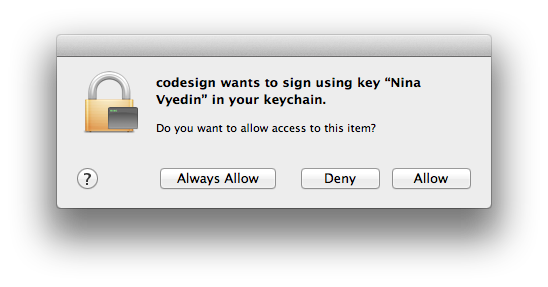 codesign wants to sign using key “Nina
Vyedin” in your keychain.
Do you want to allow access to this item?
?
Always Allow
Deny
Allow